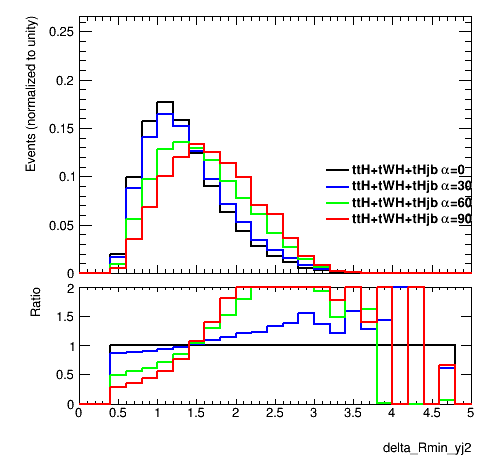 Events (normalized to unity)
0.25
0.2
0.15
0.1
0.05
0
ttH+tWH+tHjb α=0
ttH+tWH+tHjb α=30
ttH+tWH+tHjb α=60
ttH+tWH+tHjb α=90
Ratio
2
1.5
1
0.5
0
0 0.5 1 1.5 2 2.5 3 3.5 4 4.5 5
delta_Rmin_yj2